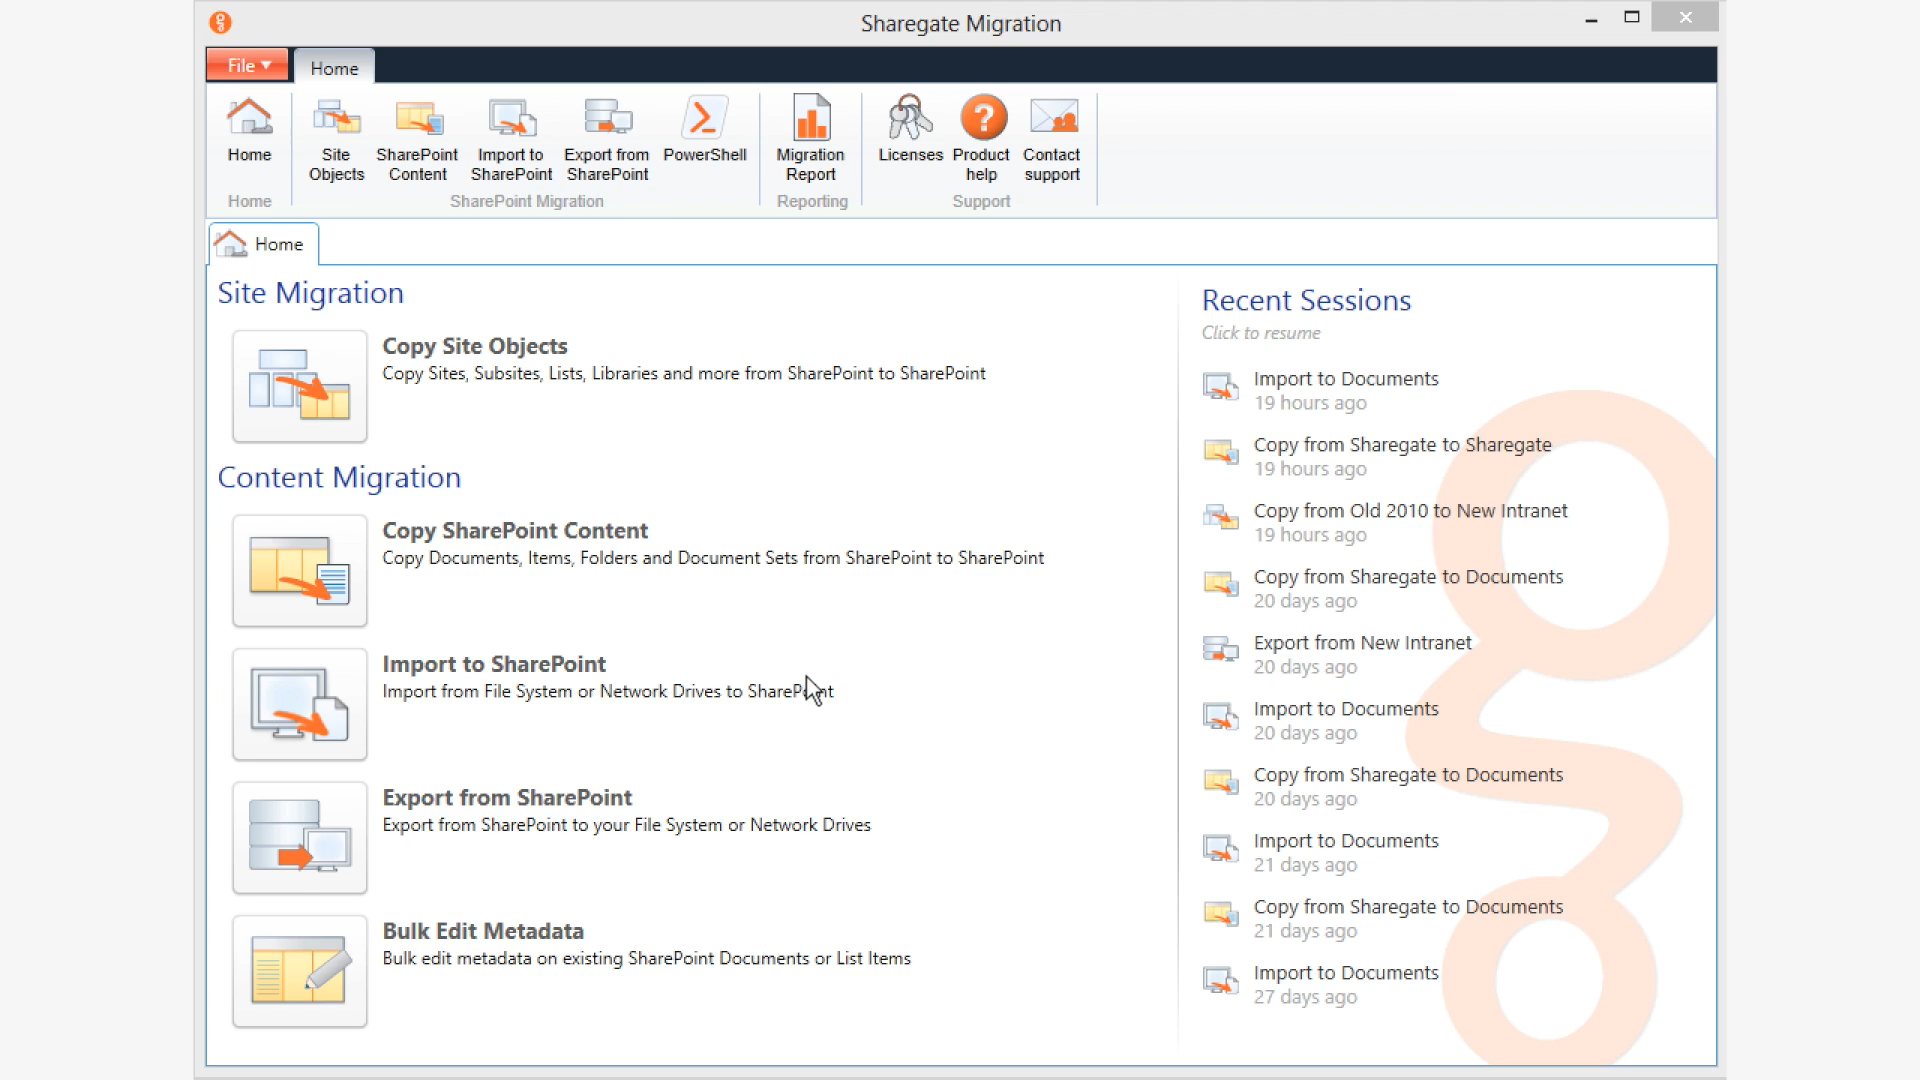 Sharegate Migration
File
Home
Home
Site Objects
SharePoint Content
Import to SharePoint
Export from SharePoint
PowerShell
Migration Report
Licenses
Product help
Contact support
Home
SharePoint Migration
Reporting
Support
Home
Site Migration
Copy Site Objects
Copy Sites, Subsites, Lists, Libraries and more from SharePoint to SharePoint
Content Migration
Copy SharePoint Content
Copy Documents, Items, Folders and Document Sets from SharePoint to SharePoint
Import to SharePoint
Import from File System or Network Drives to SharePoint
Export from SharePoint
Export from SharePoint to your File System or Network Drives
Bulk Edit Metadata
Bulk edit metadata on existing SharePoint Documents or List Items
Recent Sessions
Click to resume
Import to Documents
19 hours ago
Copy from Sharegate to Sharegate
19 hours ago
Copy from Old 2010 to New Intranet
19 hours ago
Copy from Sharegate to Documents
20 days ago
Export from New Intranet
20 days ago
Import to Documents
20 days ago
Copy from Sharegate to Documents
20 days ago
Import to Documents
21 days ago
Copy from Sharegate to Documents
21 days ago
Import to Documents
27 days ago